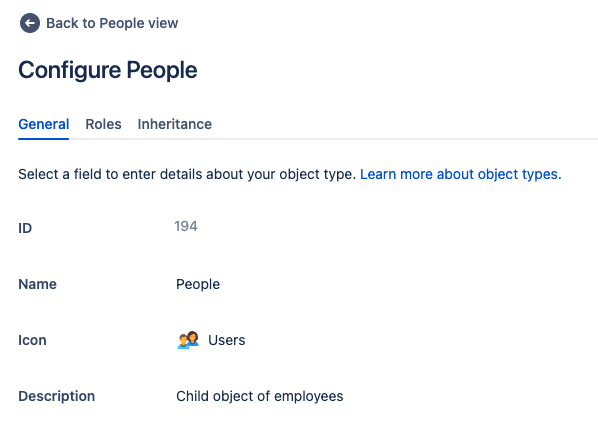 Back to People view
Configure People
General Roles Inheritance
Select a field to enter details about your object type. Learn more about object types.
ID 194
Name People
Icon Users
Description Child object of employees